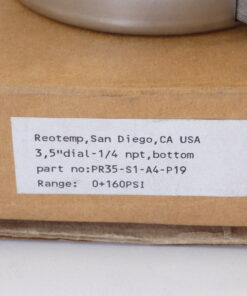 Reotemp,San Diego,CA USA
3,5"dial-1/4 npt,bottom
part no:PR35-S1-A4-P19
Range: 0+160PSI